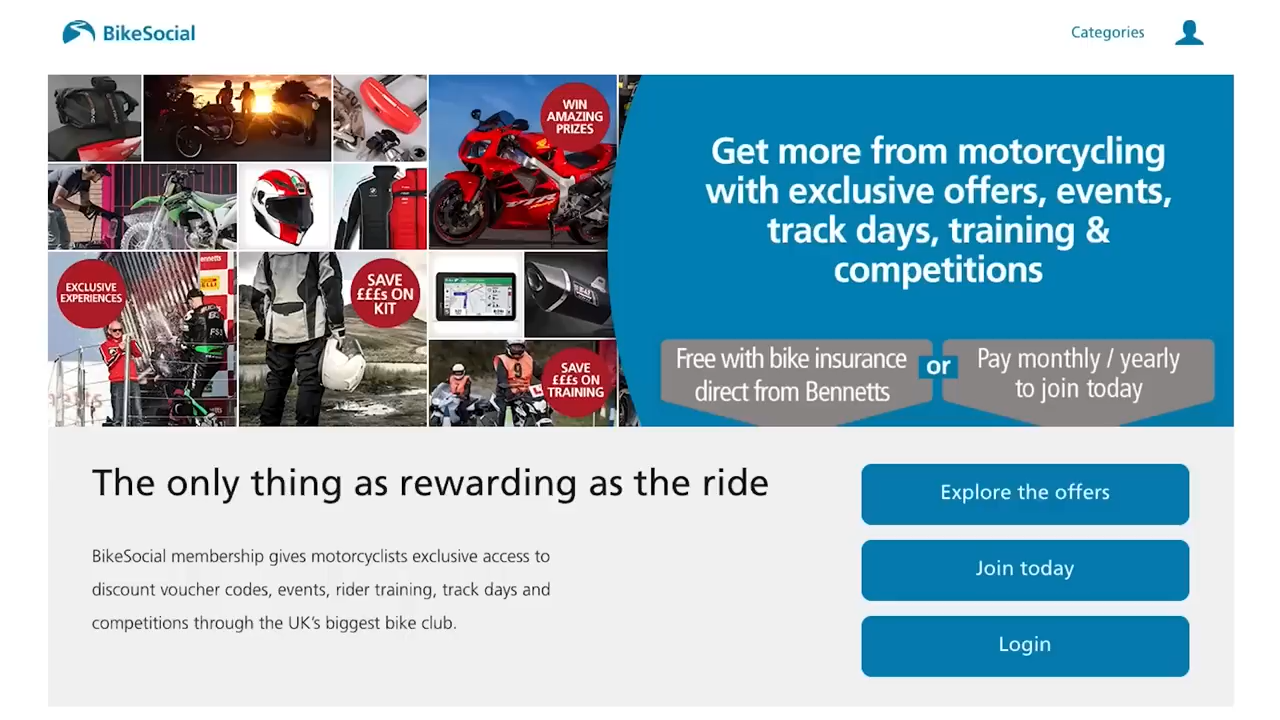 BikeSocial
Categories
WIN
AMAZING
PRIZES
EXCLUSIVE
EXPERIENCES
SAVE
£££s ON
KIT
SAVE
£££s ON
TRAINING
Get more from motorcycling
with exclusive offers, events,
track days, training &
competitions
Free with bike insurance
direct from Bennetts
or
Pay monthly / yearly
to join today
The only thing as rewarding as the ride
BikeSocial membership gives motorcyclists exclusive access to
discount voucher codes, events, rider training, track days and
competitions through the UK's biggest bike club.
Explore the offers
Join today
Login